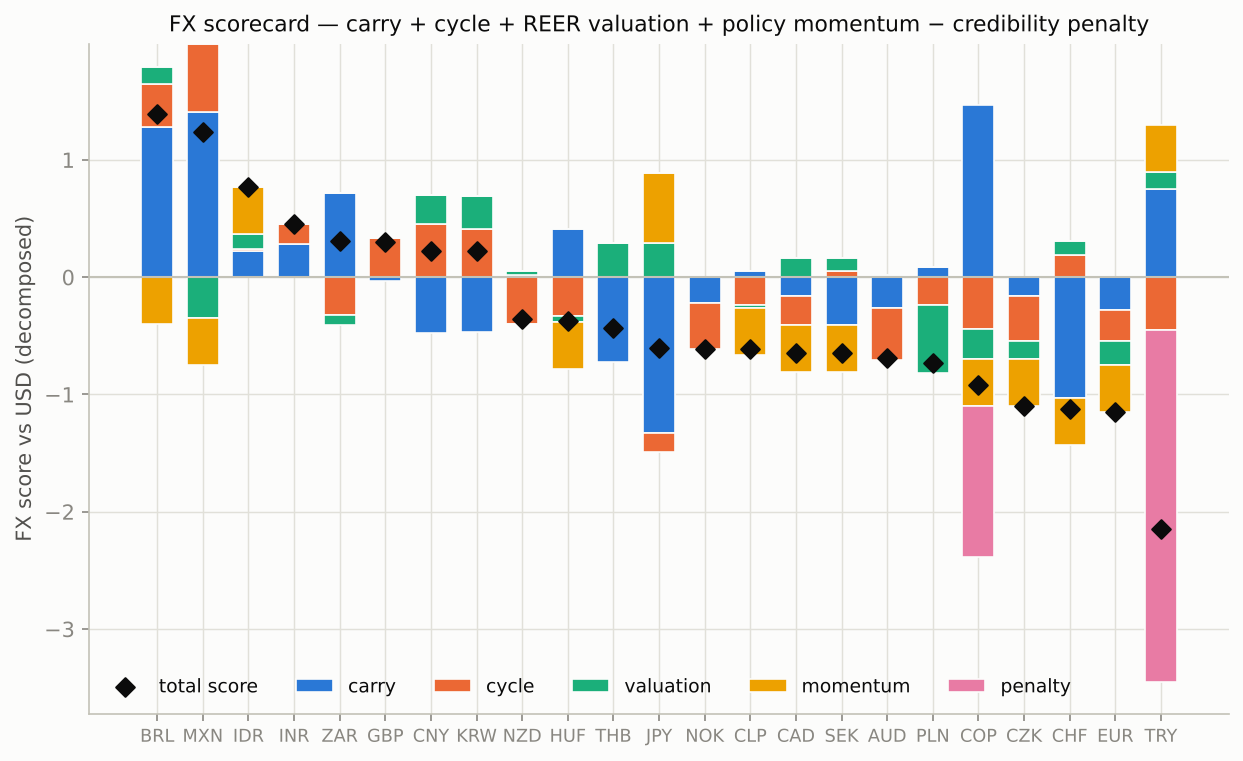 FX scorecard — carry + cycle + REER valuation + policy momentum − credibility penalty
FX score vs USD (decomposed)
1
0
−1
−2
−3
total score carry cycle valuation momentum penalty
BRL MXN IDR INR ZAR GBP CNY KRW NZD HUF THB JPY NOK CLP CAD SEK AUD PLN COP CZK CHF EUR TRY